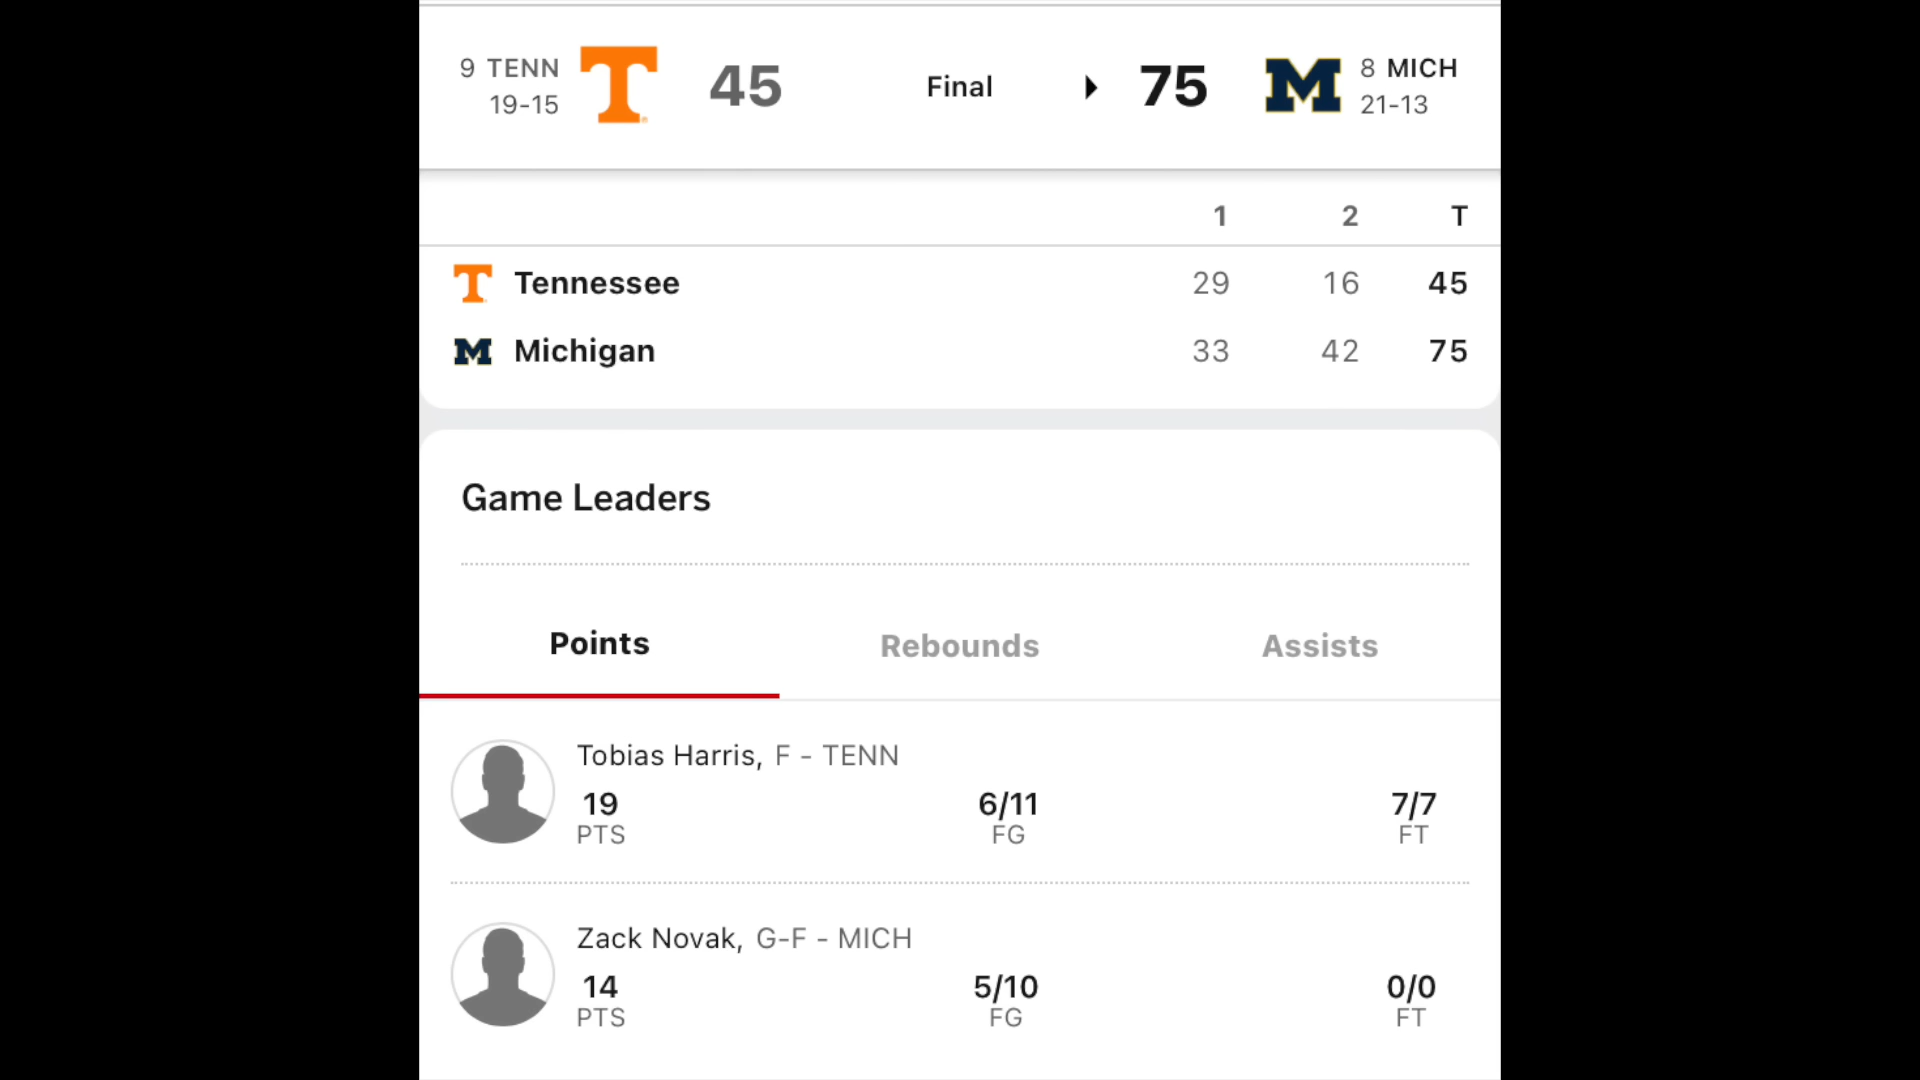 9 TENN 19-15 T 45 Final 75 M 8 MICH 21-13
1 2 T
T Tennessee 29 16 45
M Michigan 33 42 75
Game Leaders
Points Rebounds Assists
Tobias Harris, F - TENN
19 6/11 7/7
PTS FG FT
Zack Novak, G-F - MICH
14 5/10 0/0
PTS FG FT